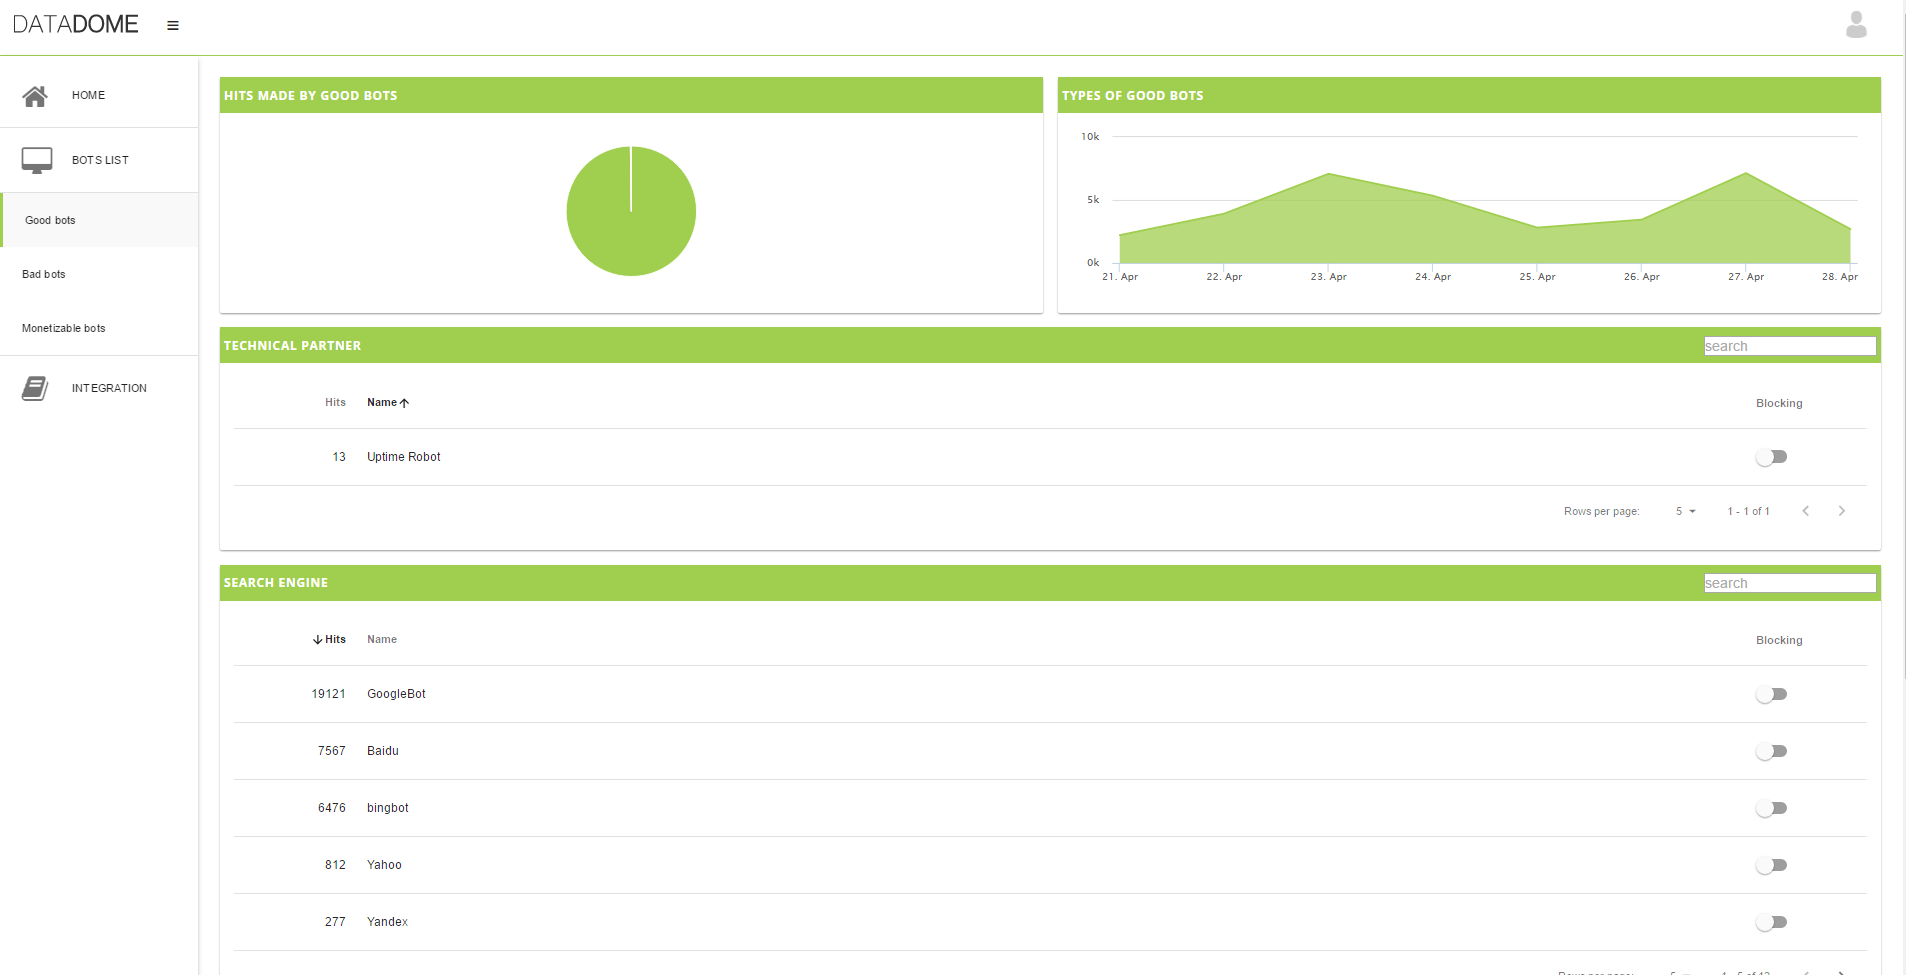 DATADOME
HOME
BOTS LIST
Good bots
Bad bots
Monetizable bots
INTEGRATION
HITS MADE BY GOOD BOTS
TYPES OF GOOD BOTS
10k
5k
0k
21. Apr 22. Apr 23. Apr 24. Apr 25. Apr 26. Apr 27. Apr 28. Apr
TECHNICAL PARTNER search
Hits Name Blocking
13 Uptime Robot
Rows per page: 5 1 - 1 of 1
SEARCH ENGINE search
Hits Name Blocking
19121 GoogleBot
7567 Baidu
6476 bingbot
812 Yahoo
277 Yandex
Rows per page: